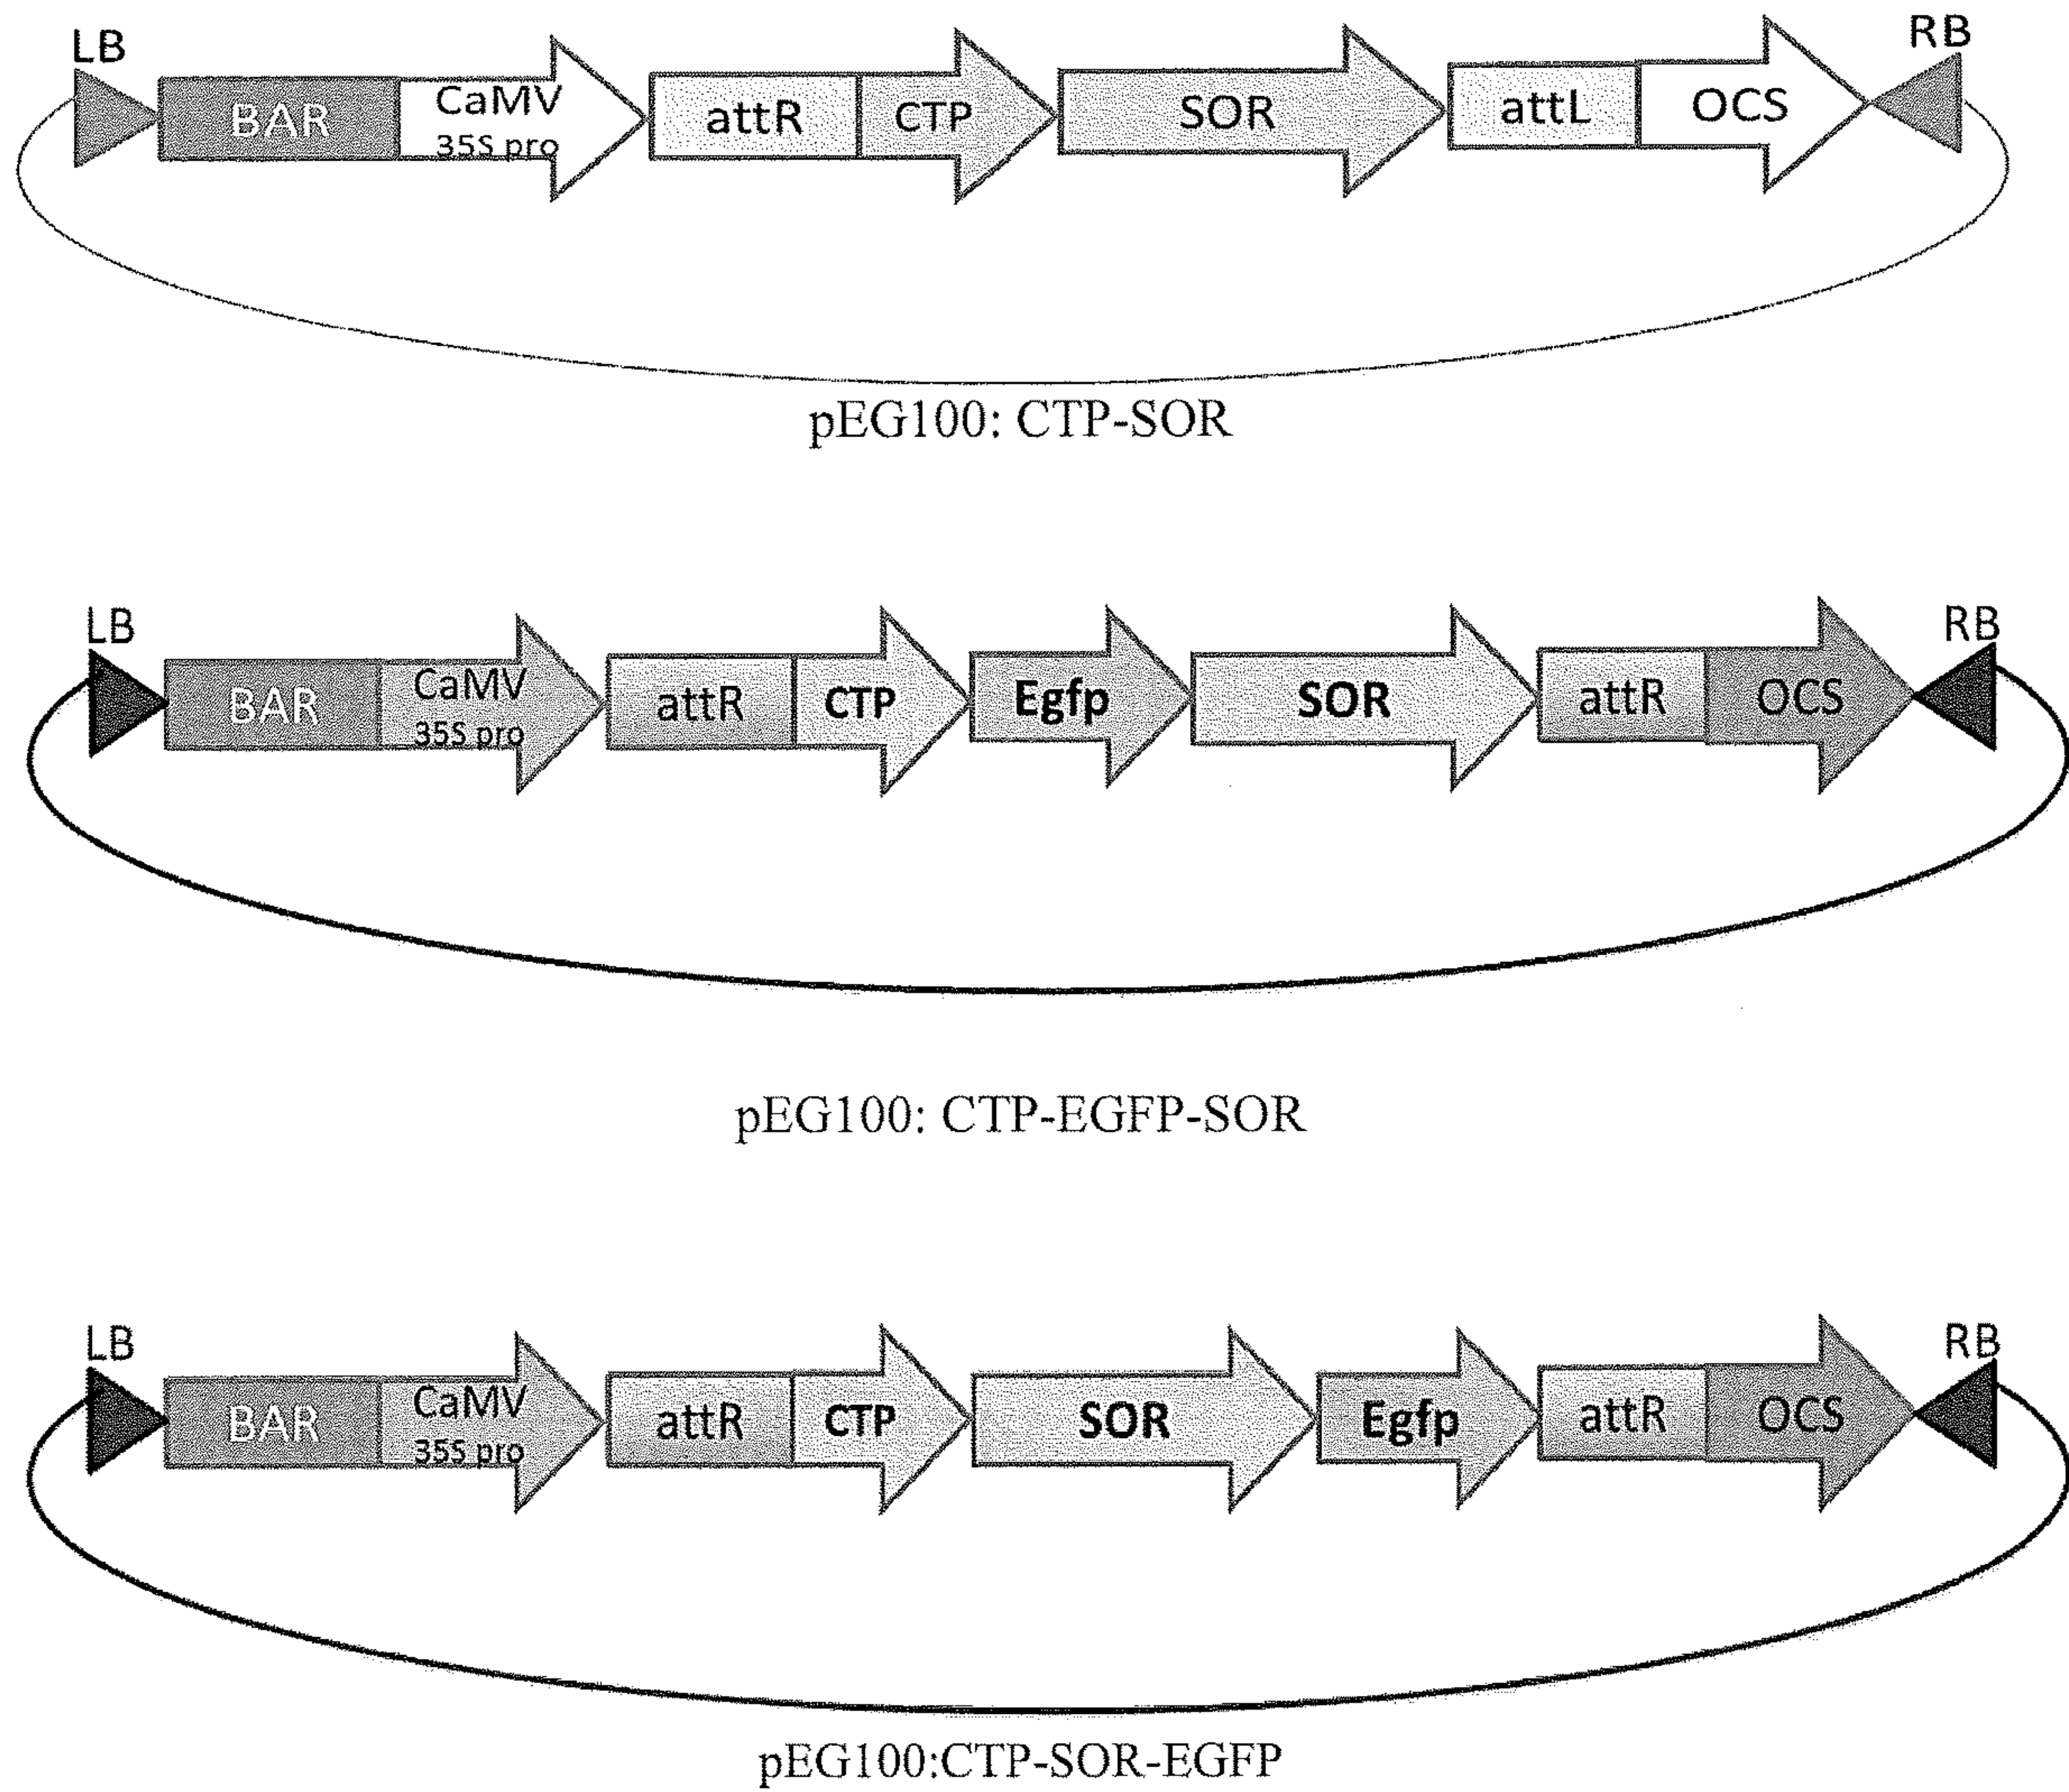 LB
RB
BAR
CaMV
35S pro
attR
CTP
SOR
attL
OCS
pEG100: CTP-SOR
LB
RB
BAR
CaMV
35S pro
attR
CTP
Egfp
SOR
attR
OCS
pEG100: CTP-EGFP-SOR
LB
RB
BAR
CaMV
35S pro
attR
CTP
SOR
Egfp
attR
OCS
pEG100:CTP-SOR-EGFP